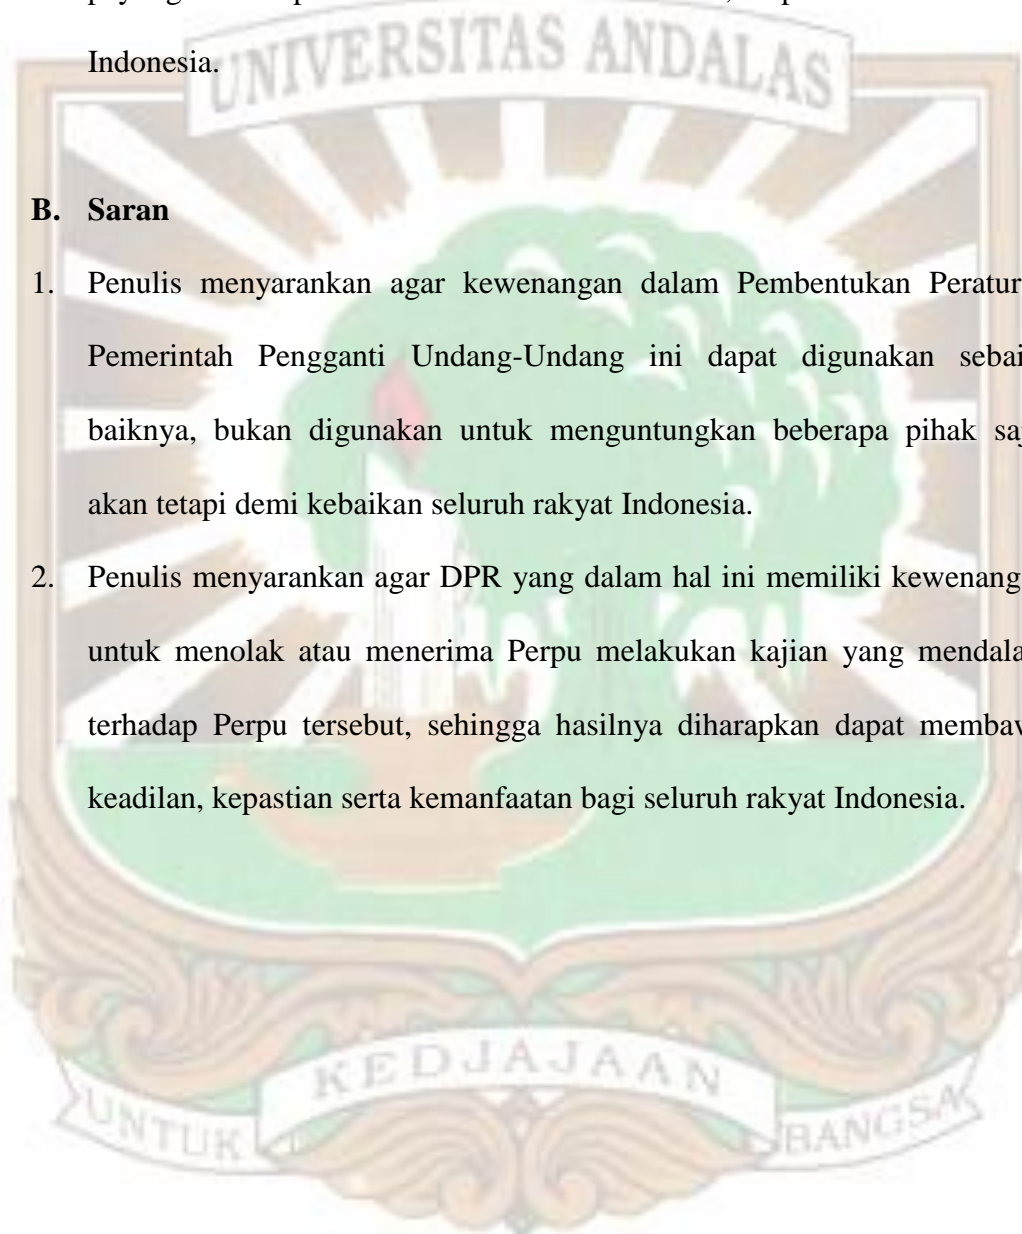 Indonesia.
UNIVERSITAS ANDALAS
B. Saran
1. Penulis menyarankan agar kewenangan dalam Pembentukan Peratur
Pemerintah Pengganti Undang-Undang ini dapat digunakan sebai
baiknya, bukan digunakan untuk menguntungkan beberapa pihak sa
akan tetapi demi kebaikan seluruh rakyat Indonesia.
2. Penulis menyarankan agar DPR yang dalam hal ini memiliki kewenang
untuk menolak atau menerima Perpu melakukan kajian yang mendala
terhadap Perpu tersebut, sehingga hasilnya diharapkan dapat membaw
keadilan, kepastian serta kemanfaatan bagi seluruh rakyat Indonesia.
KEDJAJAAN
UNTUK BANGSA